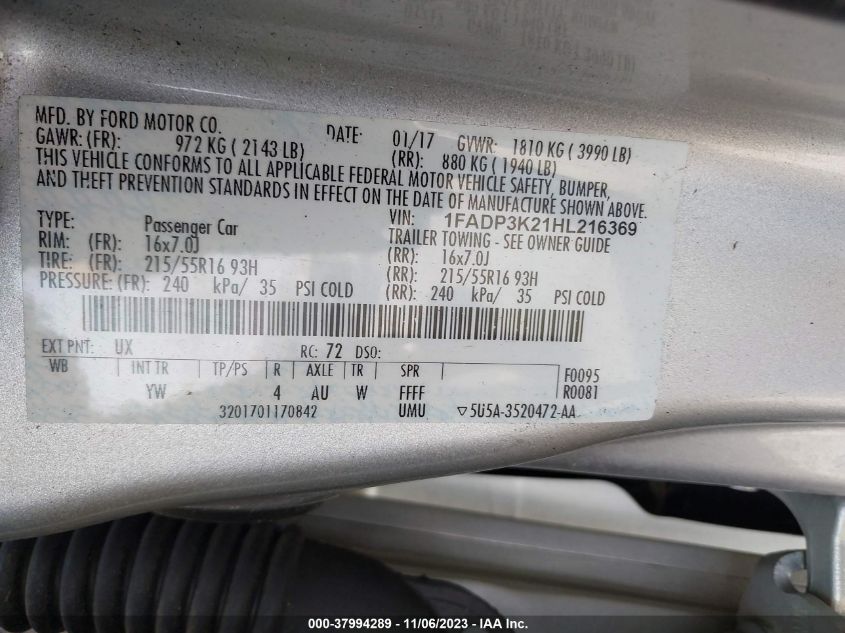 MFD. BY FORD MOTOR CO. DATE: 01/17 GVWR: 1810 KG ( 3990 LB)
GAWR: (FR): 972 KG ( 2143 LB) (RR): 880 KG ( 1940 LB)
THIS VEHICLE CONFORMS TO ALL APPLICABLE FEDERAL MOTOR VEHICLE SAFETY, BUMPER,
AND THEFT PREVENTION STANDARDS IN EFFECT ON THE DATE OF MANUFACTURE SHOWN ABOVE.
TYPE: Passenger Car VIN: 1FADP3K21HL216369
TRAILER TOWING - SEE OWNER GUIDE
RIM: (FR): 16x7.0J (RR): 16x7.0J
TIRE: (FR): 215/55R16 93H (RR): 215/55R16 93H
PRESSURE: (FR): 240 kPa/ 35 PSI COLD (RR): 240 kPa/ 35 PSI COLD
EXT PNT: UX RC: 72 DSO:
WB INT TR TP/PS R AXLE TR SPR F0095
YW 4 AU W FFFF R0081
3201701170842 UMU ▽5U5A-3520472-AA
000-37994289 - 11/06/2023 - IAA Inc.